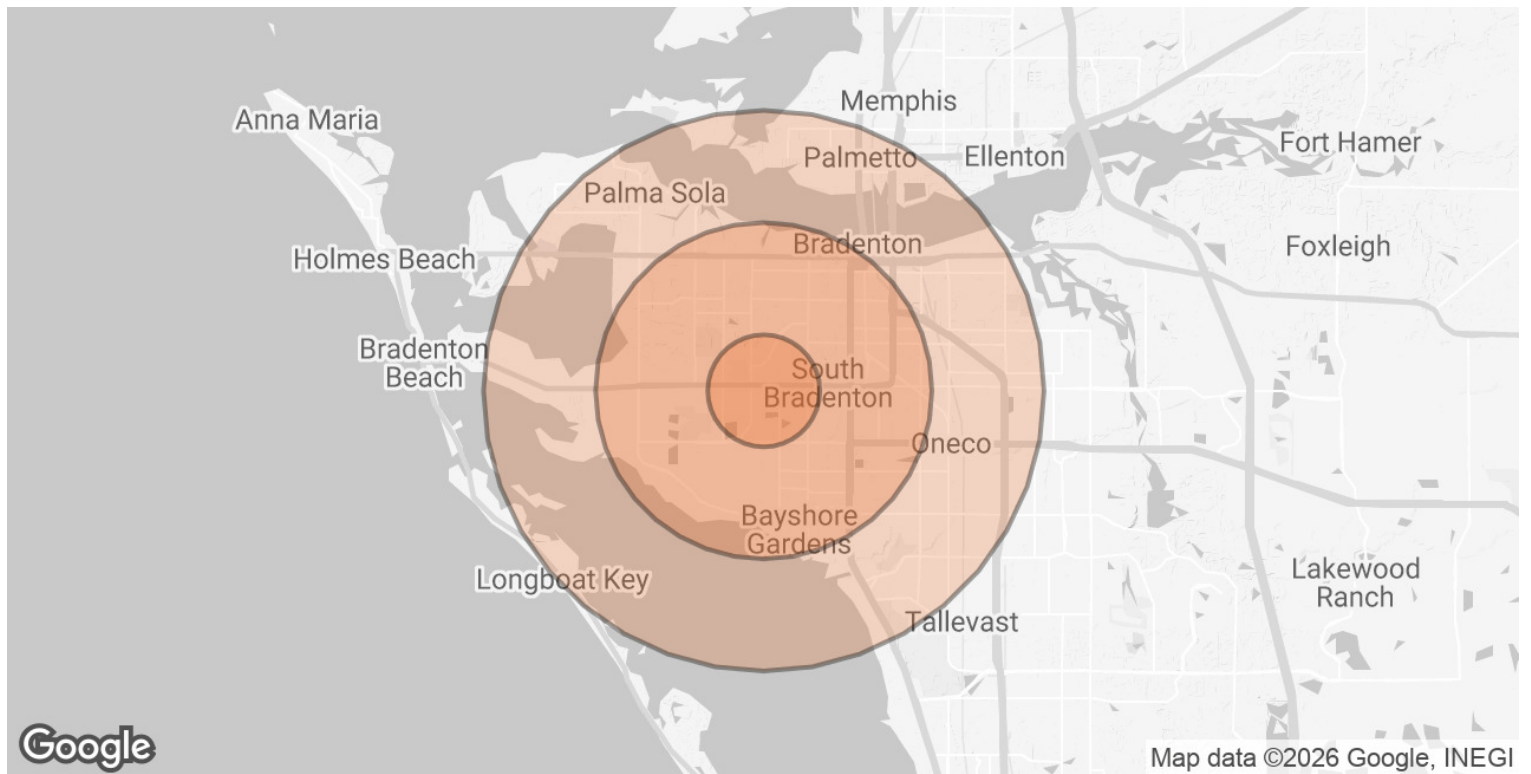 Memphis
Anna Maria
Fort Hamer
Palmetto
Ellenton
Palma Sola
Bradenton
Foxleigh
Holmes Beach
Bradenton
Beach
South
Bradenton
Oneco
Bayshore
Gardens
Longboat Key
Lakewood
Ranch
Tallevast
Google
Map data ©2026 Google, INEGI